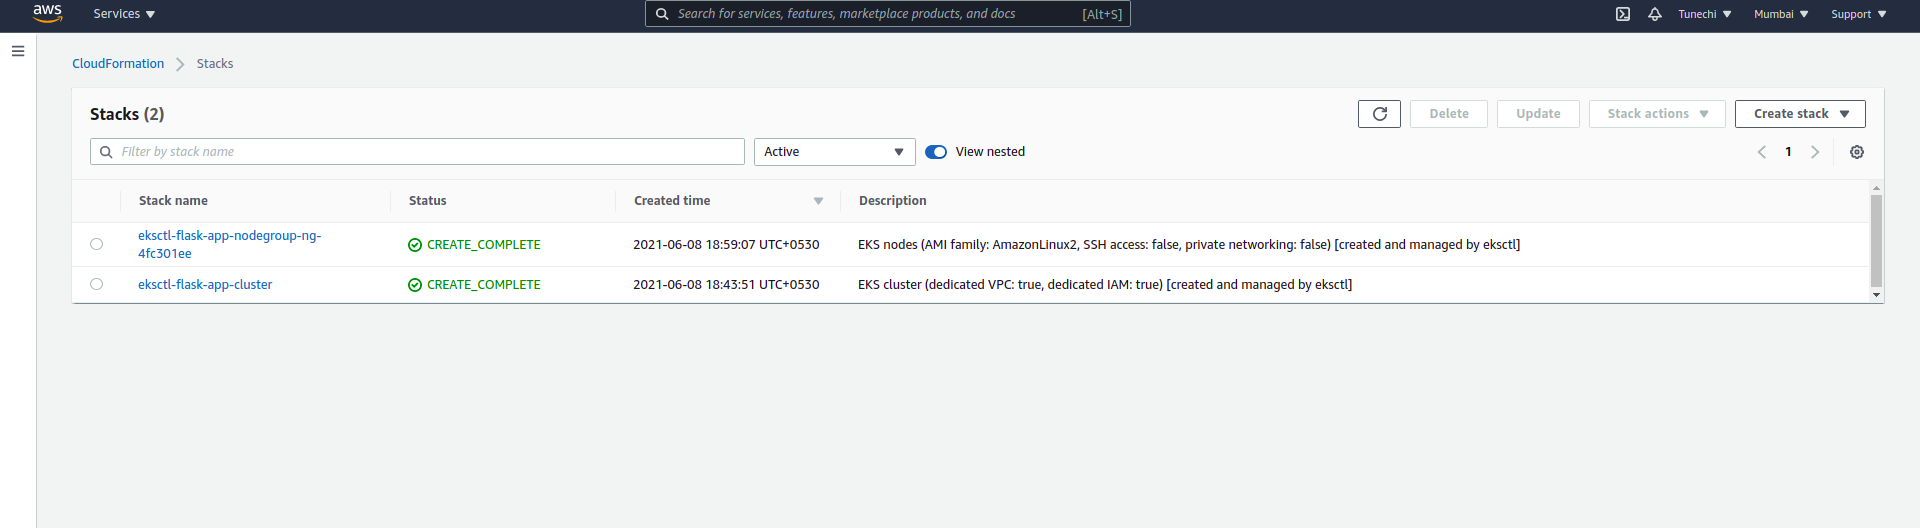 aws Services Search for services, features, marketplace products, and docs [Alt+S] Tunechi Mumbai Support
CloudFormation Stacks
Stacks (2) Delete Update Stack actions Create stack
Filter by stack name Active View nested 1
Stack name Status Created time Description
eksctl-flask-app-nodegroup-ng-
4fc301ee CREATE_COMPLETE 2021-06-08 18:59:07 UTC+0530 EKS nodes (AMI family: AmazonLinux2, SSH access: false, private networking: false) [created and managed by eksctl]
eksctl-flask-app-cluster CREATE_COMPLETE 2021-06-08 18:43:51 UTC+0530 EKS cluster (dedicated VPC: true, dedicated IAM: true) [created and managed by eksctl]